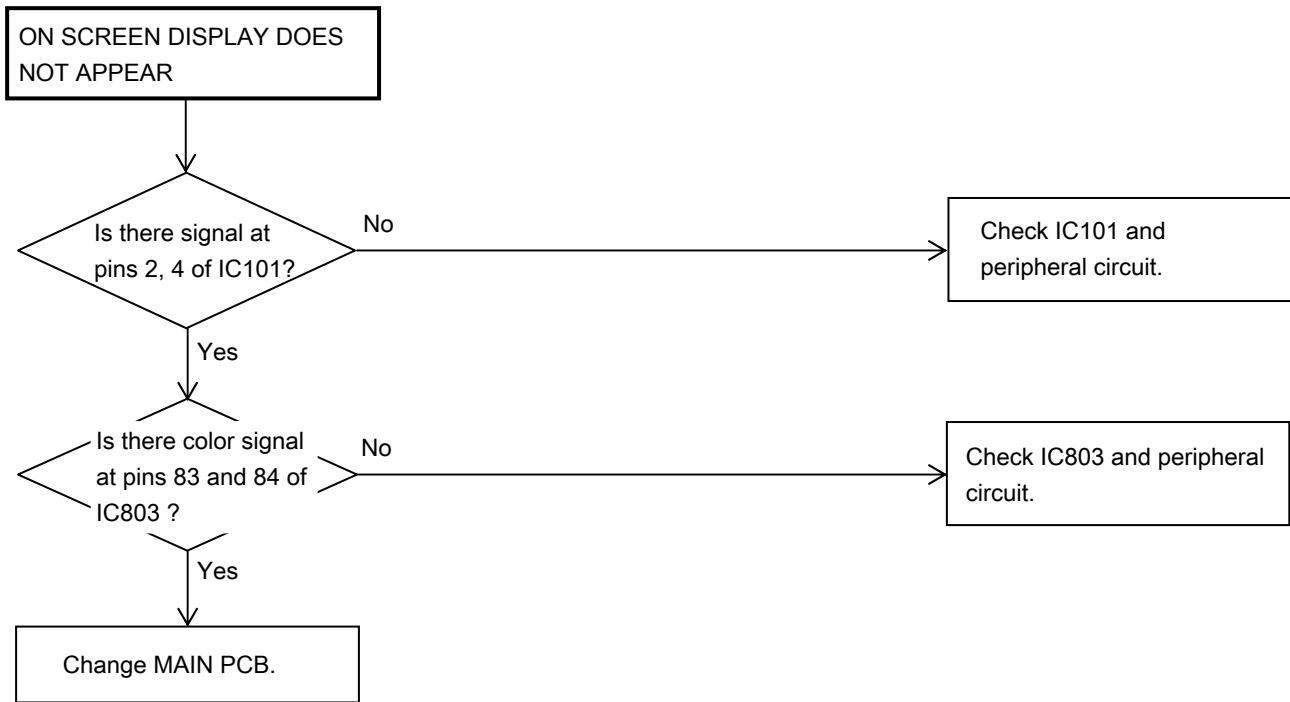 ON SCREEN DISPLAY DOES
NOT APPEAR
Is there signal at
pins 2, 4 of IC101?
No
Check IC101 and
peripheral circuit.
Yes
Is there color signal
at pins 83 and 84 of
IC803 ?
No
Check IC803 and peripheral
circuit.
Yes
Change MAIN PCB.